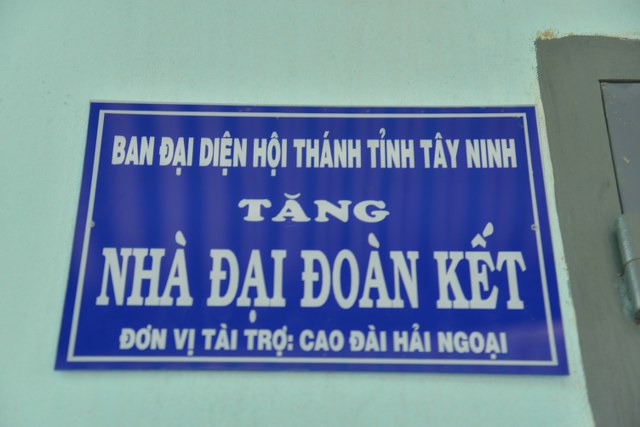 BAN ĐẠI DIỆN HỘI THÁNH TỈNH TÂY NINH
TĂNG
NHÀ ĐẠI ĐOÀN KẾT
ĐƠN VỊ TÀI TRỢ: CAO ĐÀI HẢI NGOẠI